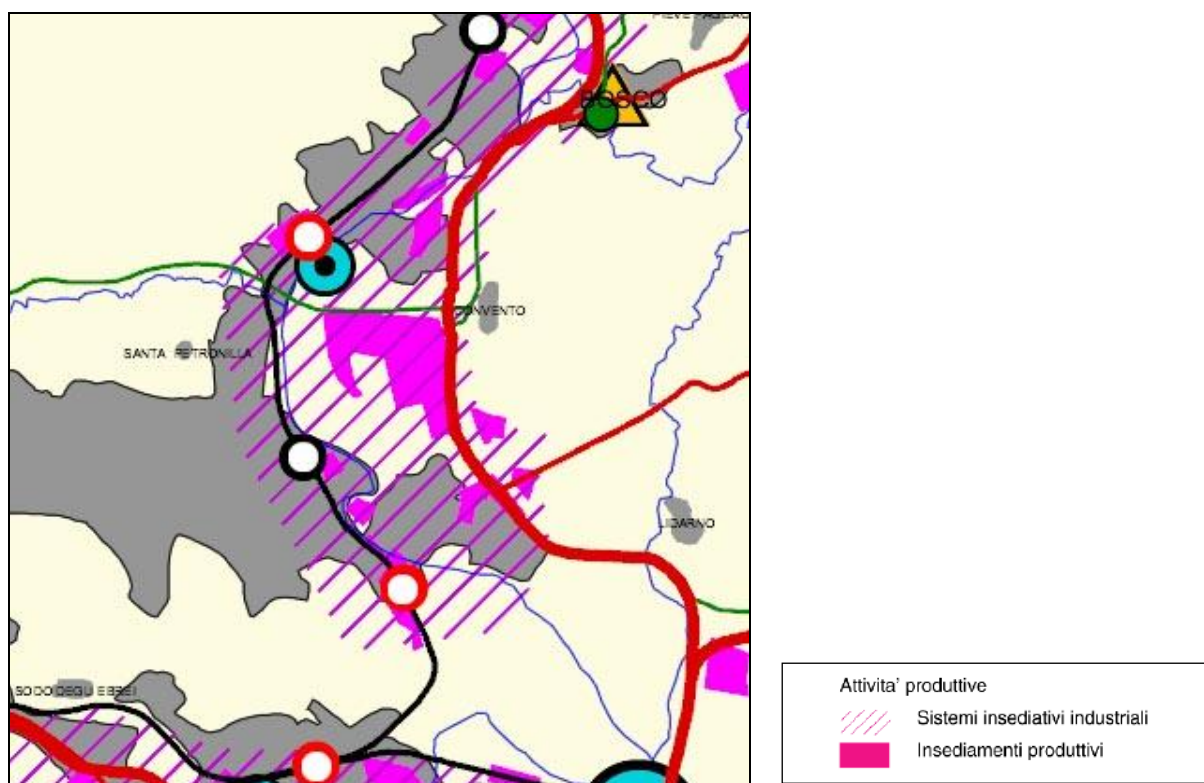 BOSCO
CONVENTO
SANTA PETRONILLA
LIDARNO
SODO DEGLI EBREI
Attivita' produttive
Sistemi insediativi industriali
Insediamenti produttivi